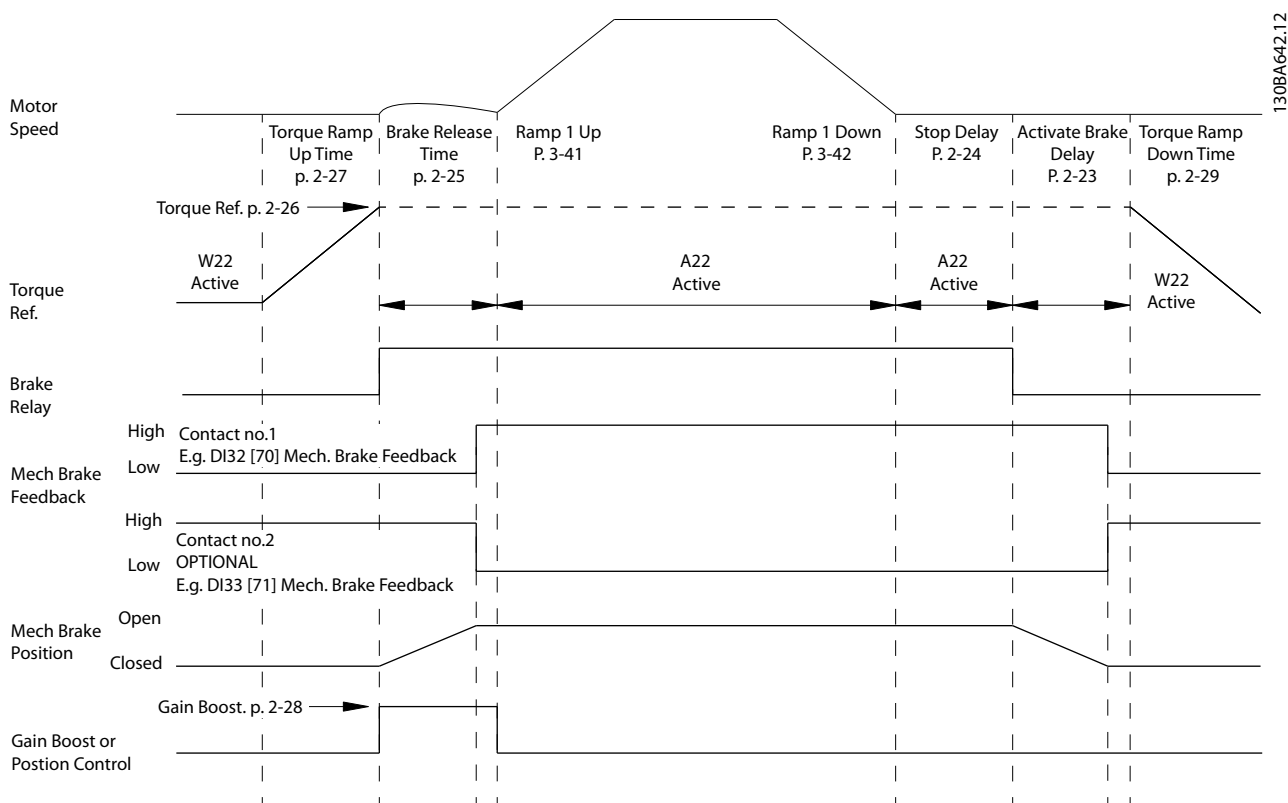 130BA642.12
Motor
Speed
Torque Ramp
Up Time
p. 2-27
Brake Release
Time
p. 2-25
Ramp 1 Up
P. 3-41
Ramp 1 Down
P. 3-42
Stop Delay
P. 2-24
Activate Brake
Delay
P. 2-23
Torque Ramp
Down Time
p. 2-29
Torque Ref. p. 2-26
W22
Active
A22
Active
A22
Active
W22
Active
Torque
Ref.
Brake
Relay
Mech Brake
Feedback
High
Contact no.1
E.g. DI32 [70] Mech. Brake Feedback
Low
High
Contact no.2
Low
OPTIONAL
E.g. DI33 [71] Mech. Brake Feedback
Mech Brake
Position
Open
Closed
Gain Boost. p. 2-28
Gain Boost or
Postion Control